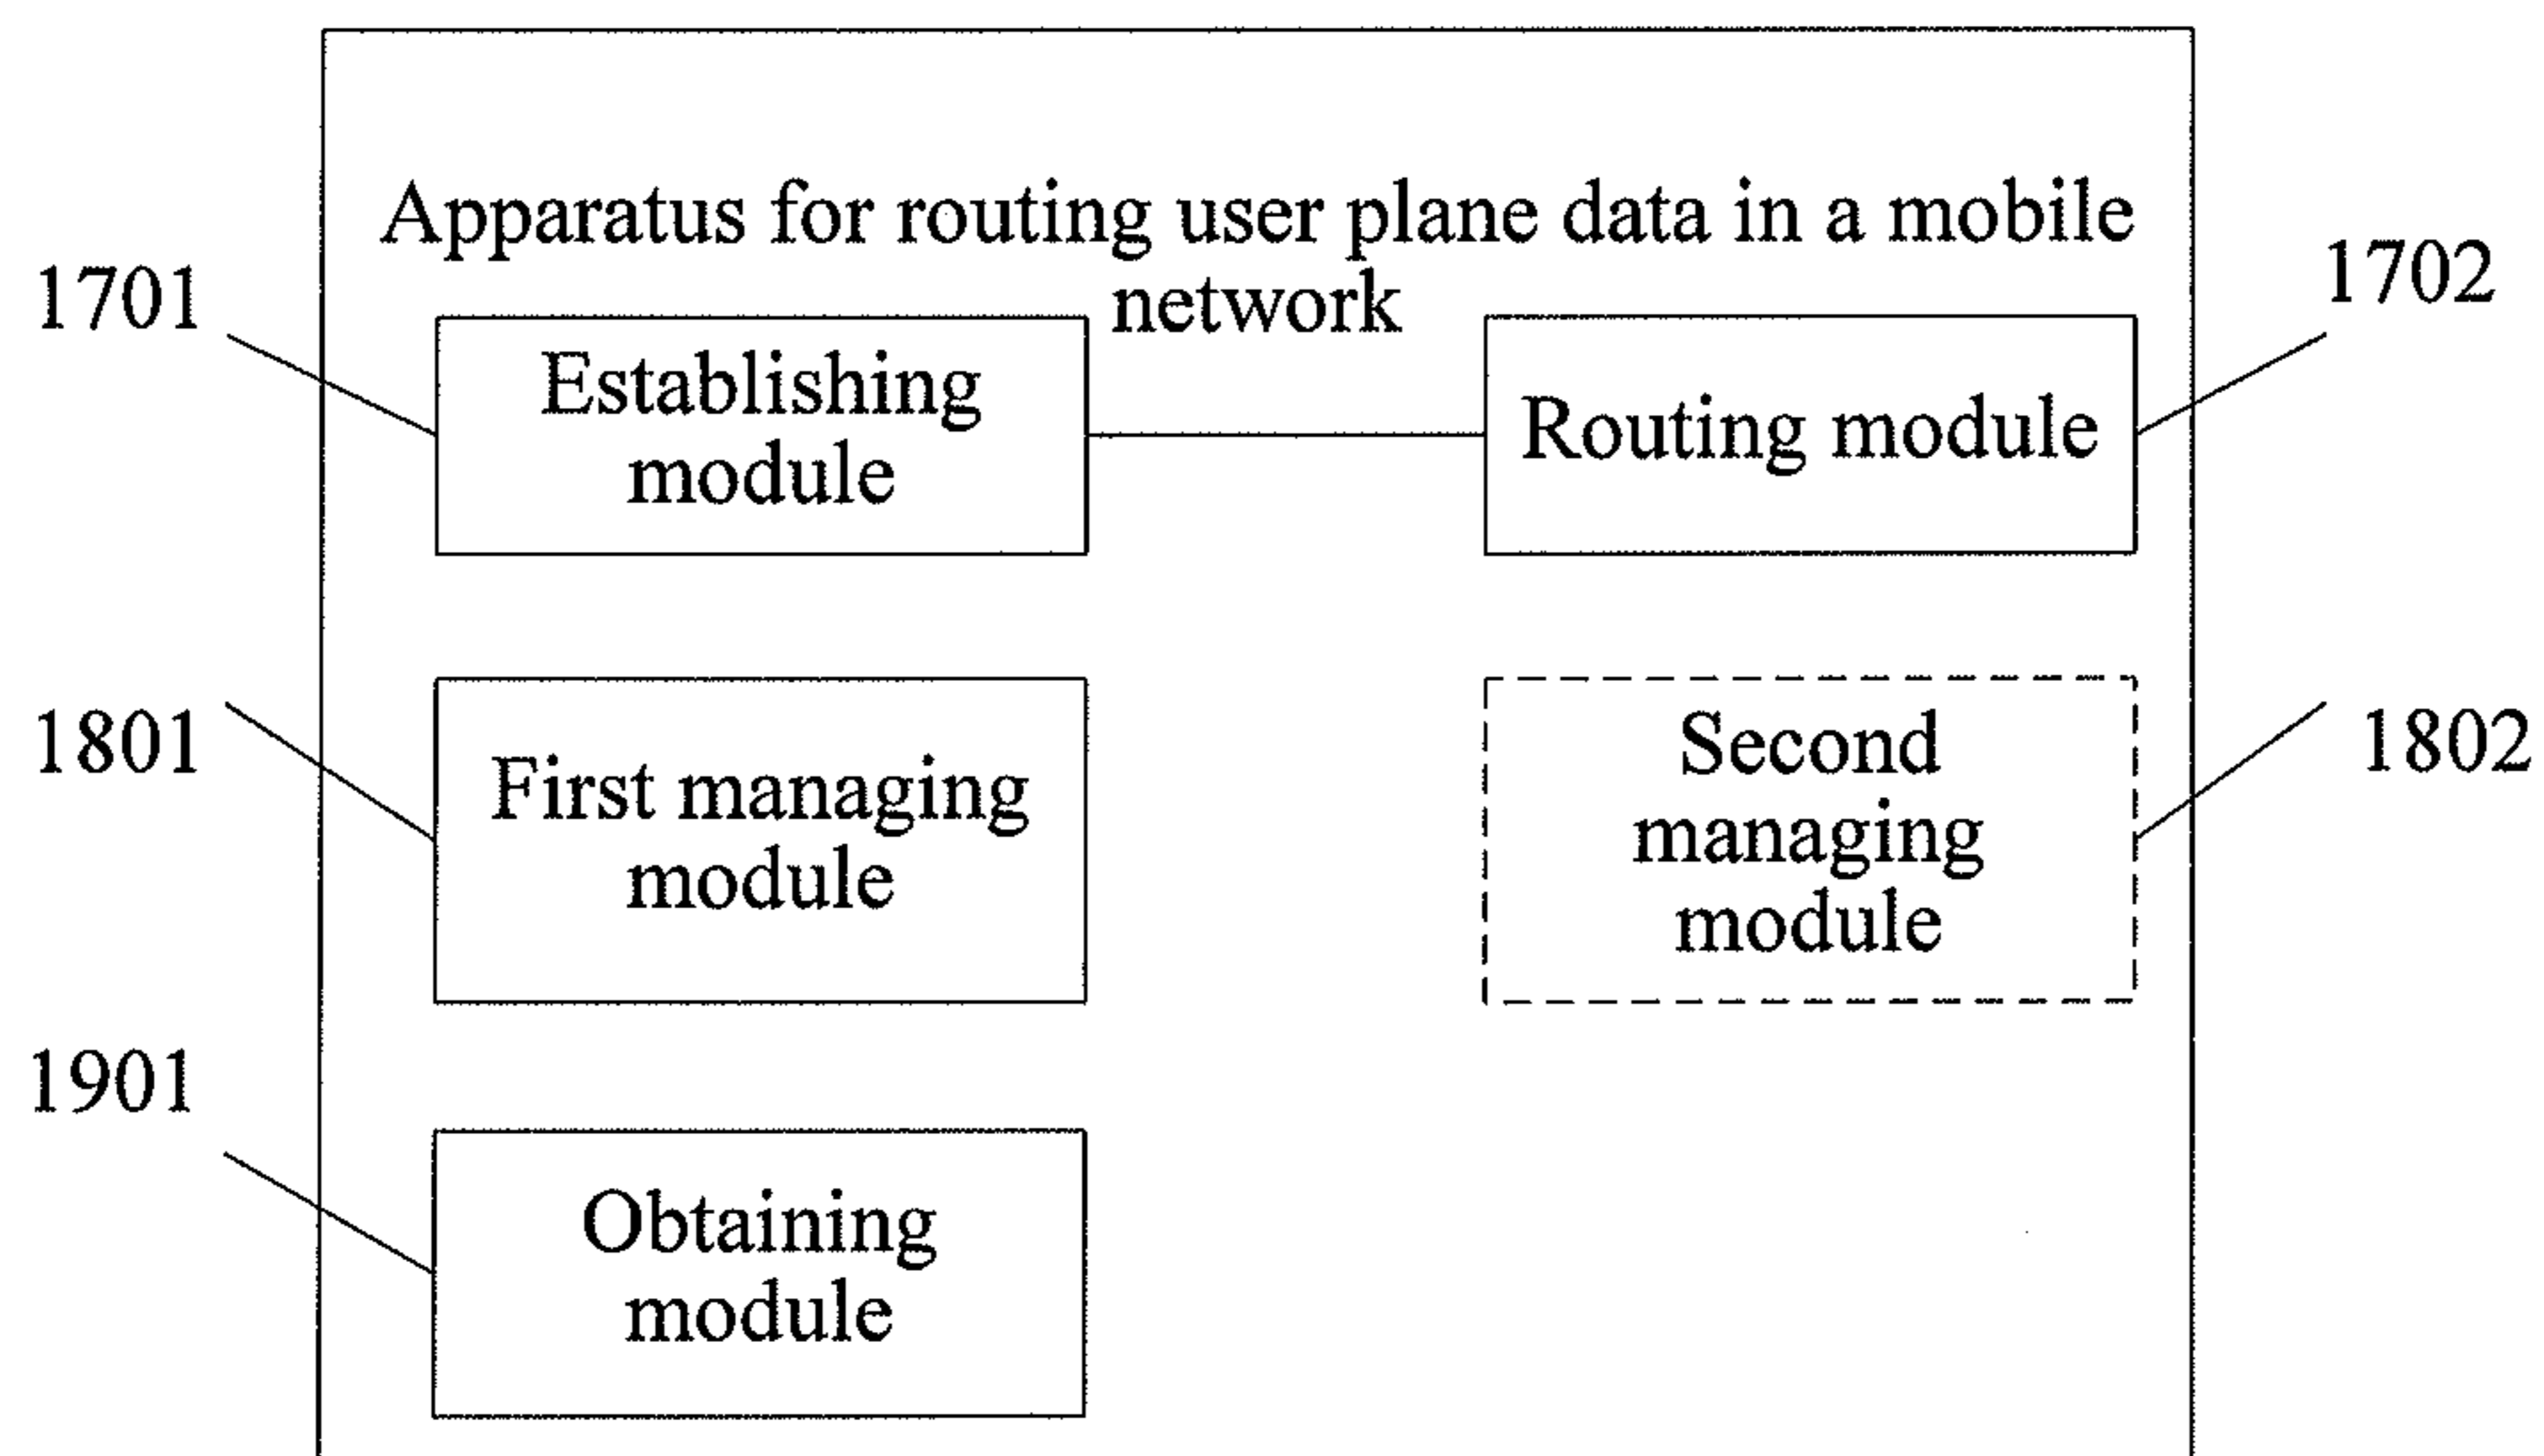 Apparatus for routing user plane data in a mobile
network
1701
1702
Establishing
module
Routing module
1801
1802
First managing
module
Second
managing
module
1901
Obtaining
module